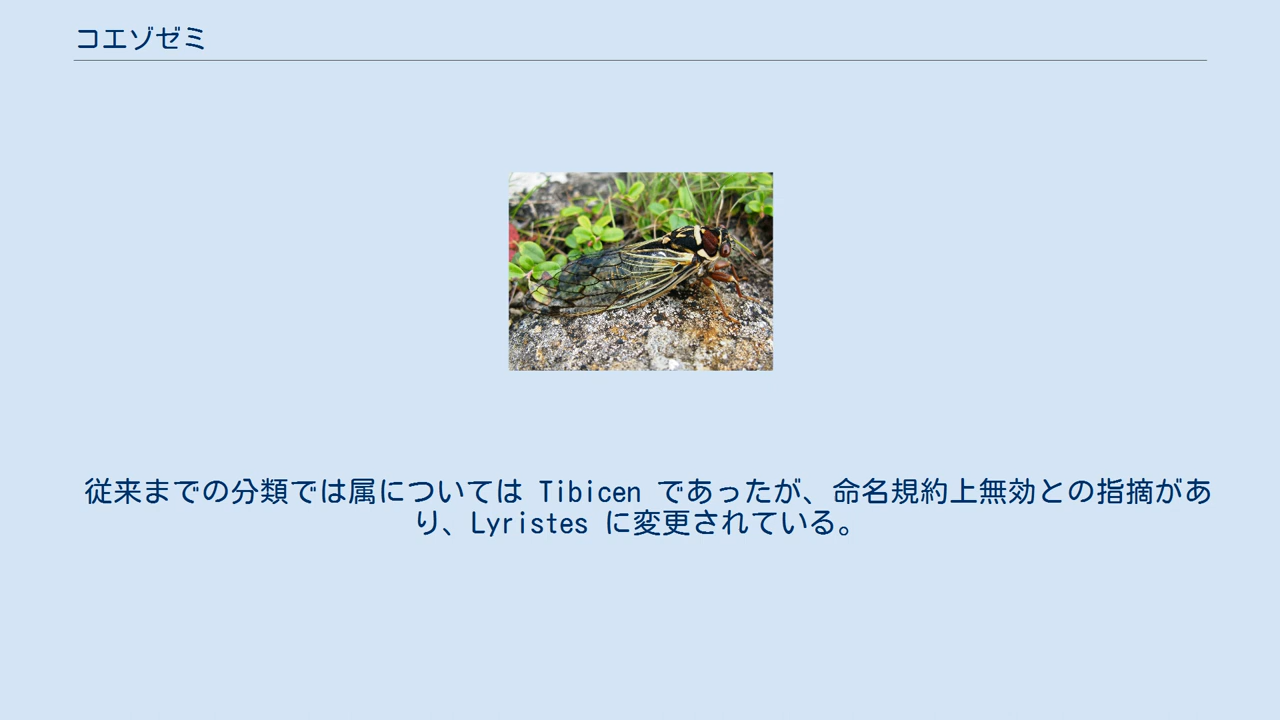 コエゾゼミ
従来までの分類では属については Tibicen であったが、命名規約上無効との指摘があ
り、Lyristes に変更されている。